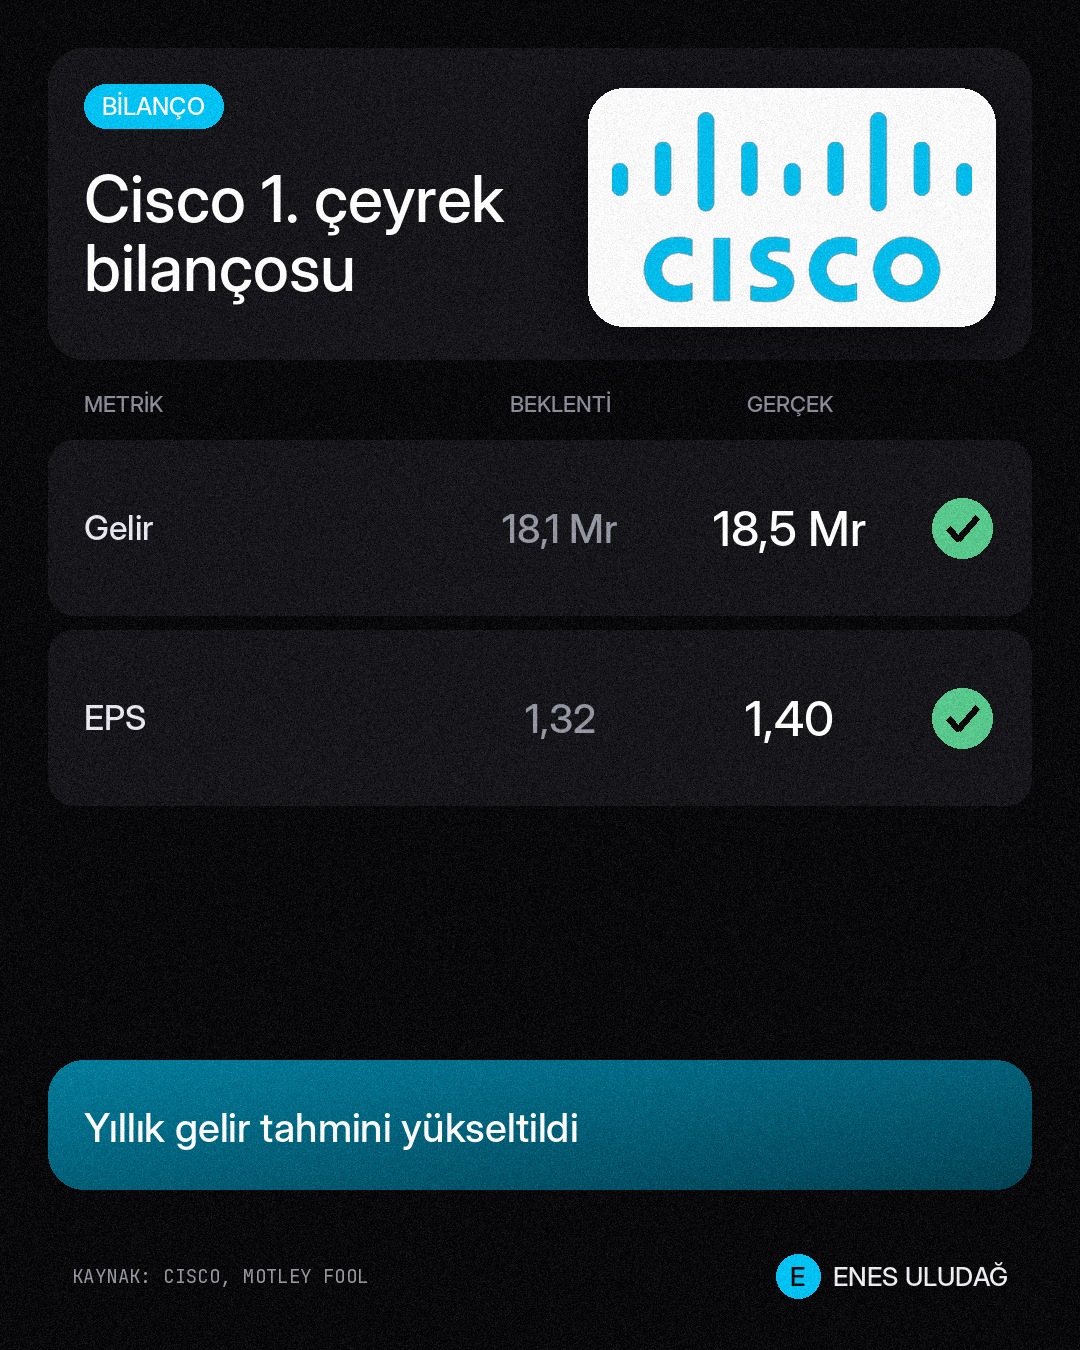 BİLANÇO
Cisco 1. çeyrek
bilançosu
CISCO
METRİK BEKLENTİ GERÇEK
Gelir 18,1 Mr 18,5 Mr
EPS 1,32 1,40
Yıllık gelir tahmini yükseltildi
KAYNAK: CISCO, MOTLEY FOOL
E ENES ULUDAĞ